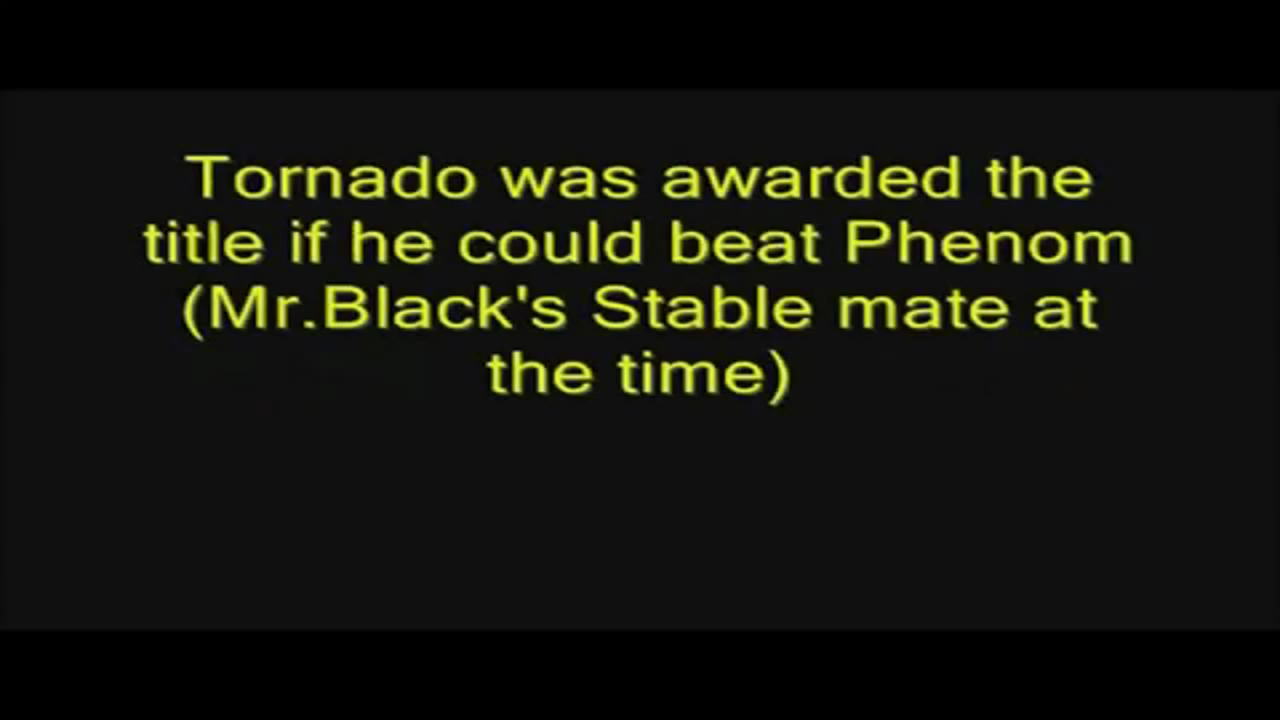 Tornado was awarded the
title if he could beat Phenom
(Mr.Black's Stable mate at
the time)